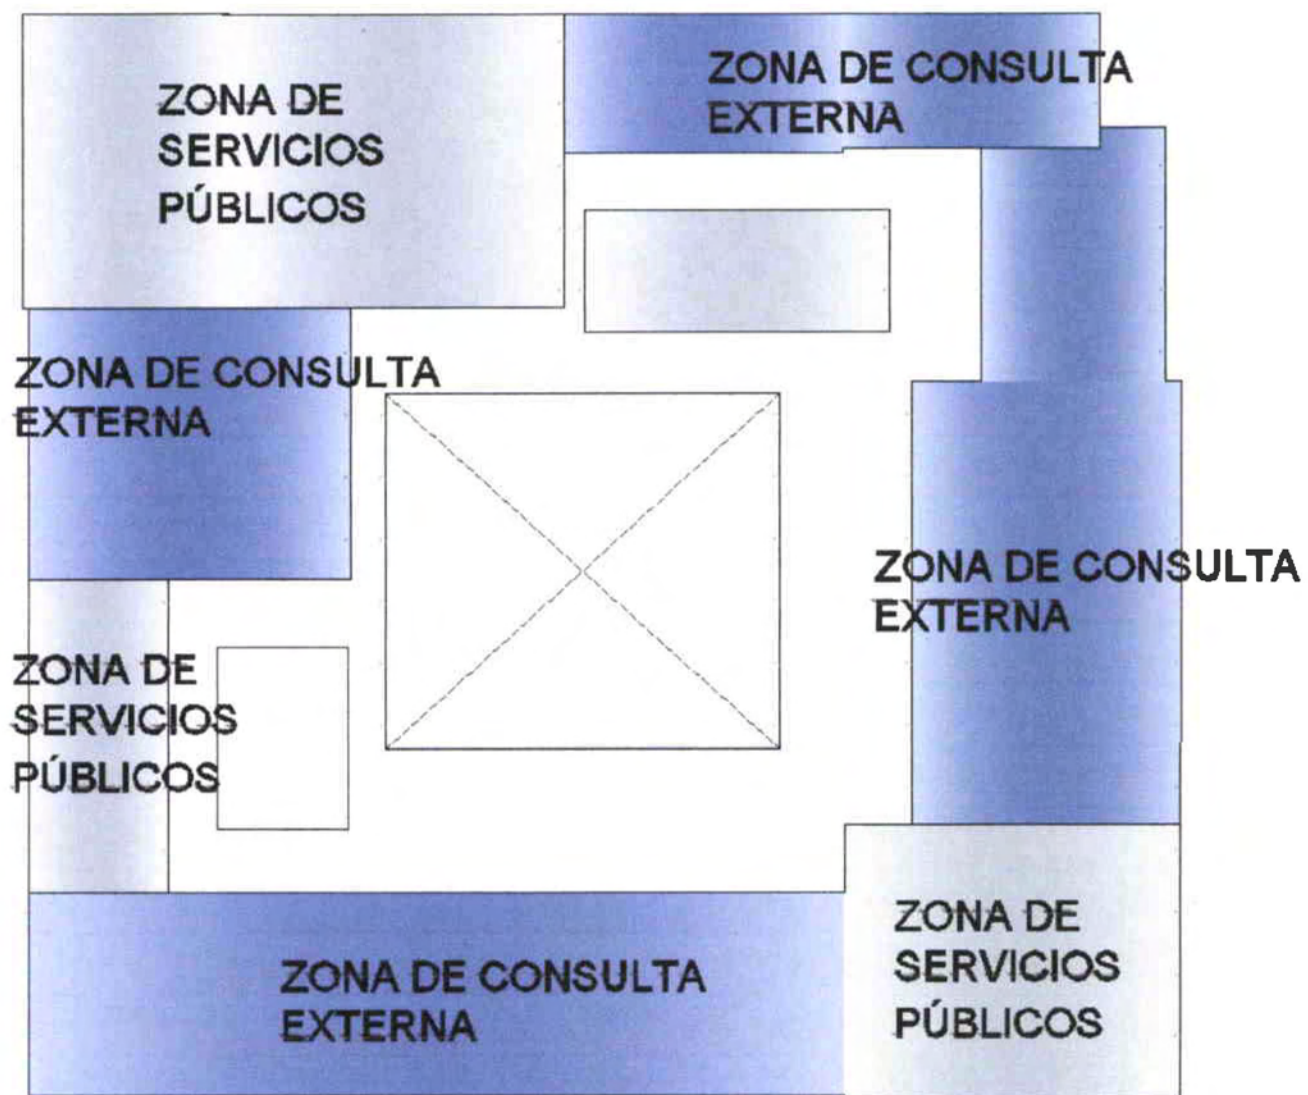 ZONA DE
SERVICIOS
PÚBLICOS
ZONA DE CONSULTA
EXTERNA
ZONA DE CONSULTA
EXTERNA
ZONA DE CONSULTA
EXTERNA
ZONA DE
SERVICIOS
PÚBLICOS
ZONA DE
SERVICIOS
PÚBLICOS
ZONA DE CONSULTA
EXTERNA